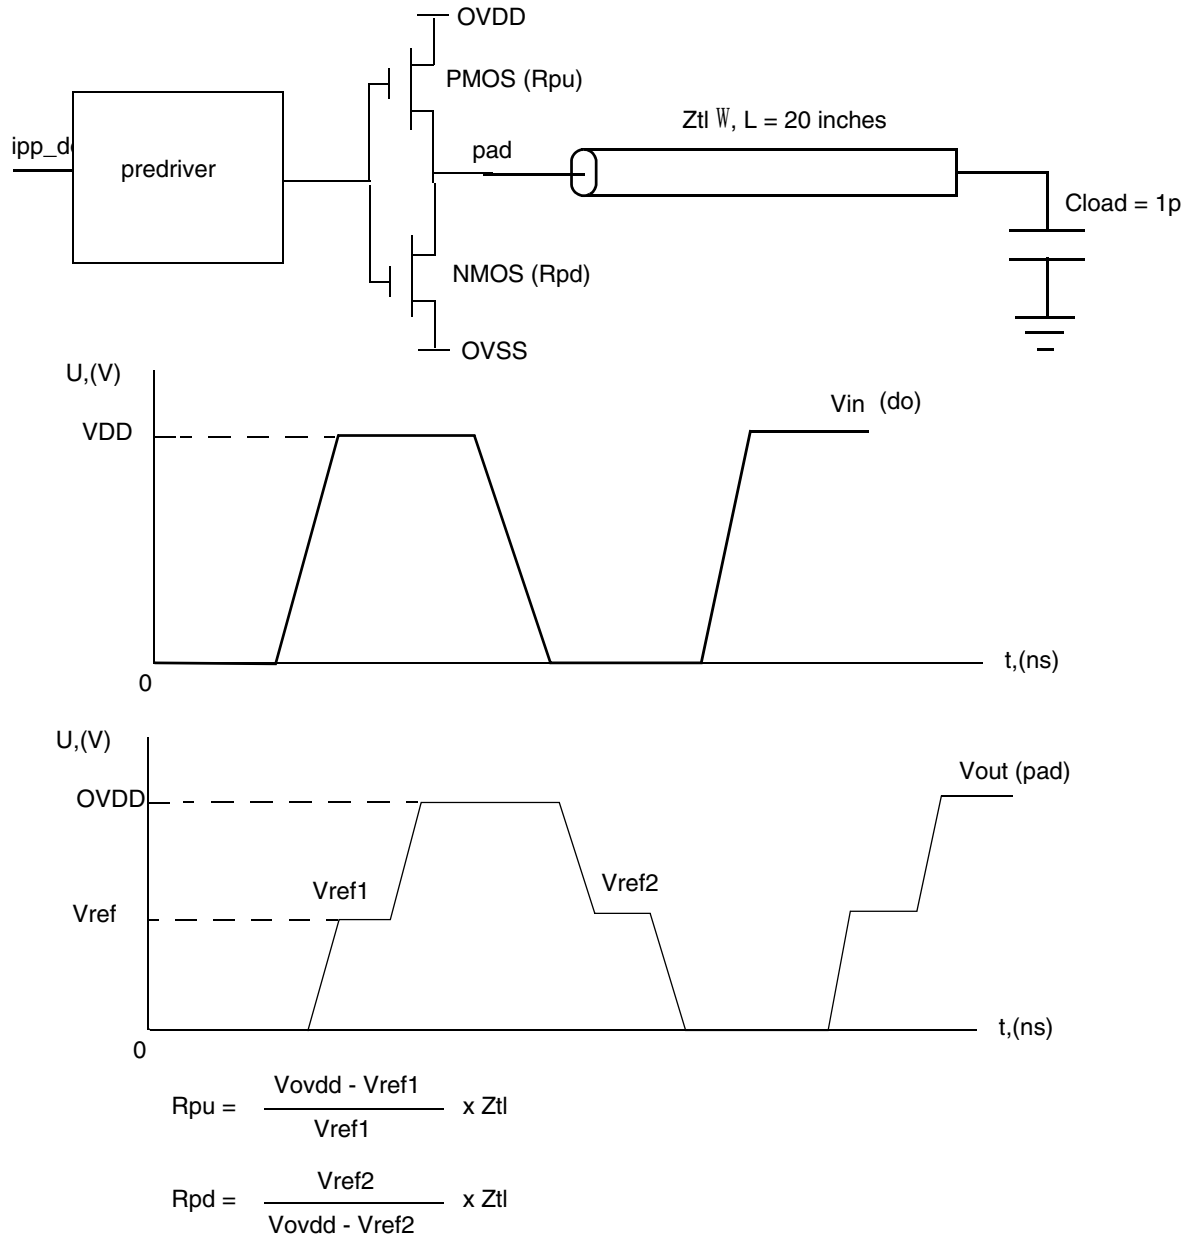 OVDD
PMOS (Rpu)
Ztl W, L = 20 inches
ipp_do
predriver
pad
Cload = 1p
NMOS (Rpd)
OVSS
U,(V)
VDD
Vin (do)
t,(ns)
0
U,(V)
OVDD
Vout (pad)
Vref1
Vref2
Vref
t,(ns)
0
Rpu = Vovdd - Vref1 x Ztl
Vref1
Rpd = Vref2 x Ztl
Vovdd - Vref2